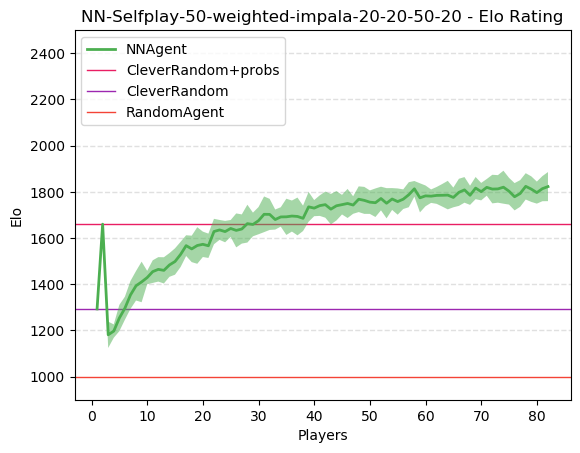 NN-Selfplay-50-weighted-impala-20-20-50-20 - Elo Rating
NNAgent
CleverRandom+probs
CleverRandom
RandomAgent
2400
2200
2000
1800
1600
1400
1200
1000
Elo
0 10 20 30 40 50 60 70 80
Players